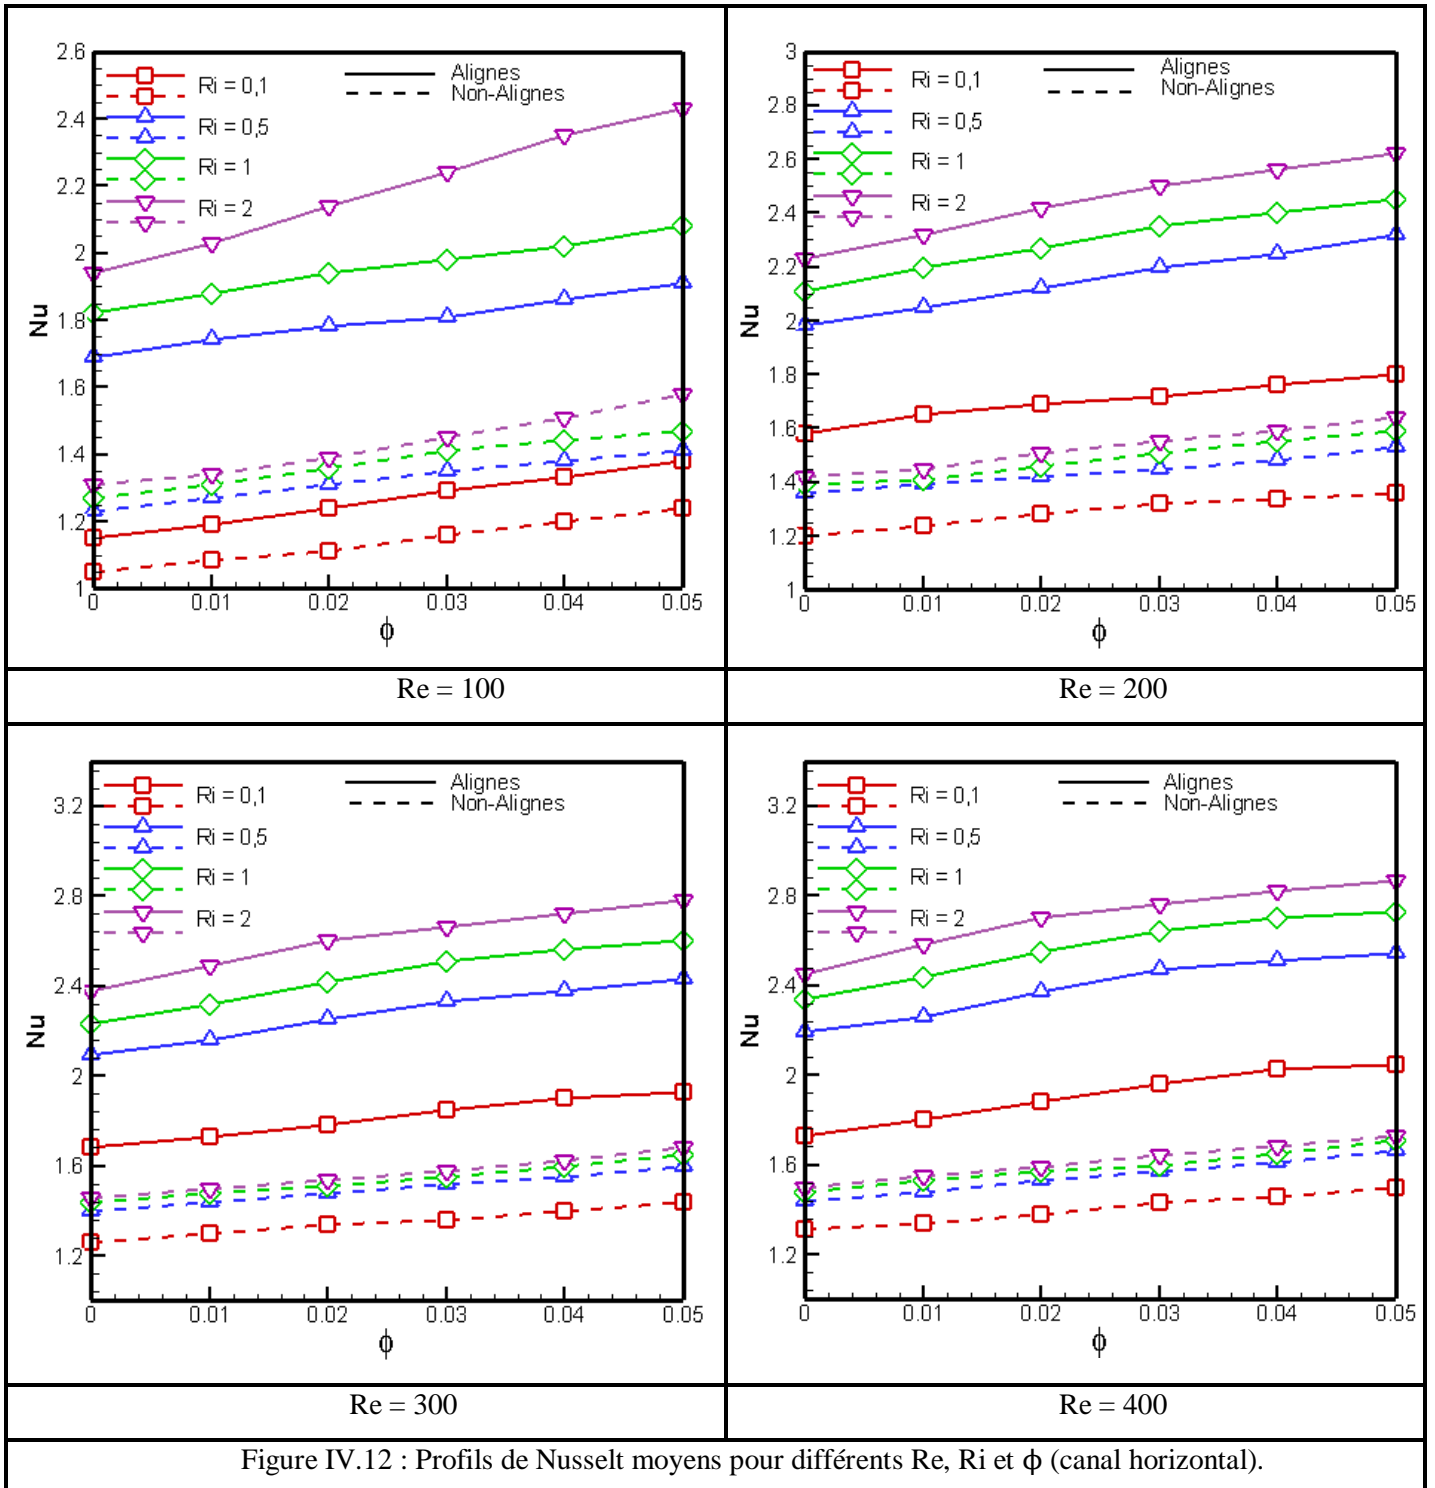 2.6
2.4
2.2
2
1.8
1.6
1.4
1.2
1
Nu
Ri = 0,1
Ri = 0,5
Ri = 1
Ri = 2
Alignes
Non-Alignes
0 0.01 0.02 0.03 0.04 0.05
ϕ
3
2.8
2.6
2.4
2.2
2
1.8
1.6
1.4
1.2
1
Nu
Ri = 0,1
Ri = 0,5
Ri = 1
Ri = 2
Alignes
Non-Alignes
0 0.01 0.02 0.03 0.04 0.05
ϕ
Re = 100
Re = 200
3.2
2.8
2.4
2
1.6
1.2
Nu
Ri = 0,1
Ri = 0,5
Ri = 1
Ri = 2
Alignes
Non-Alignes
0 0.01 0.02 0.03 0.04 0.05
ϕ
3.2
2.8
2.4
2
1.6
1.2
Nu
Ri = 0,1
Ri = 0,5
Ri = 1
Ri = 2
Alignes
Non-Alignes
0 0.01 0.02 0.03 0.04 0.05
ϕ
Re = 300
Re = 400
Figure IV.12 : Profils de Nusselt moyens pour différents Re, Ri et ϕ (canal horizontal).